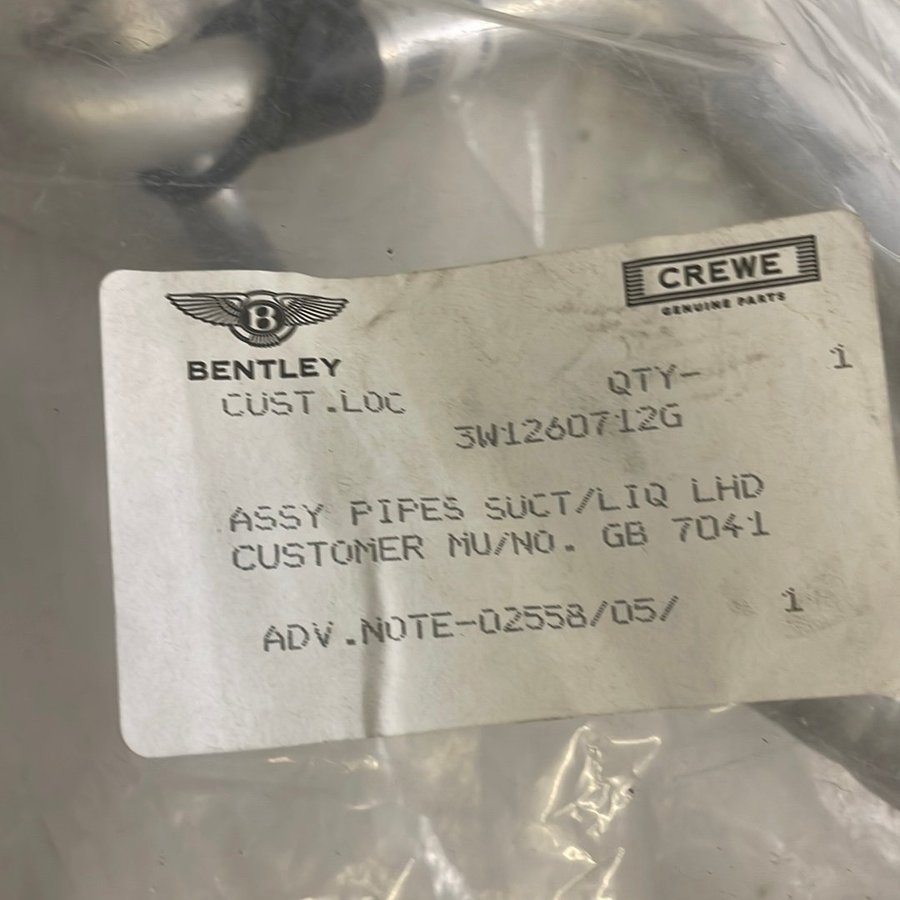 B
CREWE
GENUINE PARTS
BENTLEY
CUST.LOC QTY- 1
3W1260712G
ASSY PIPES SUCT/LIQ LHD
CUSTOMER MU/NO. GB 7041
ADV.NOTE-02558/05/ 1